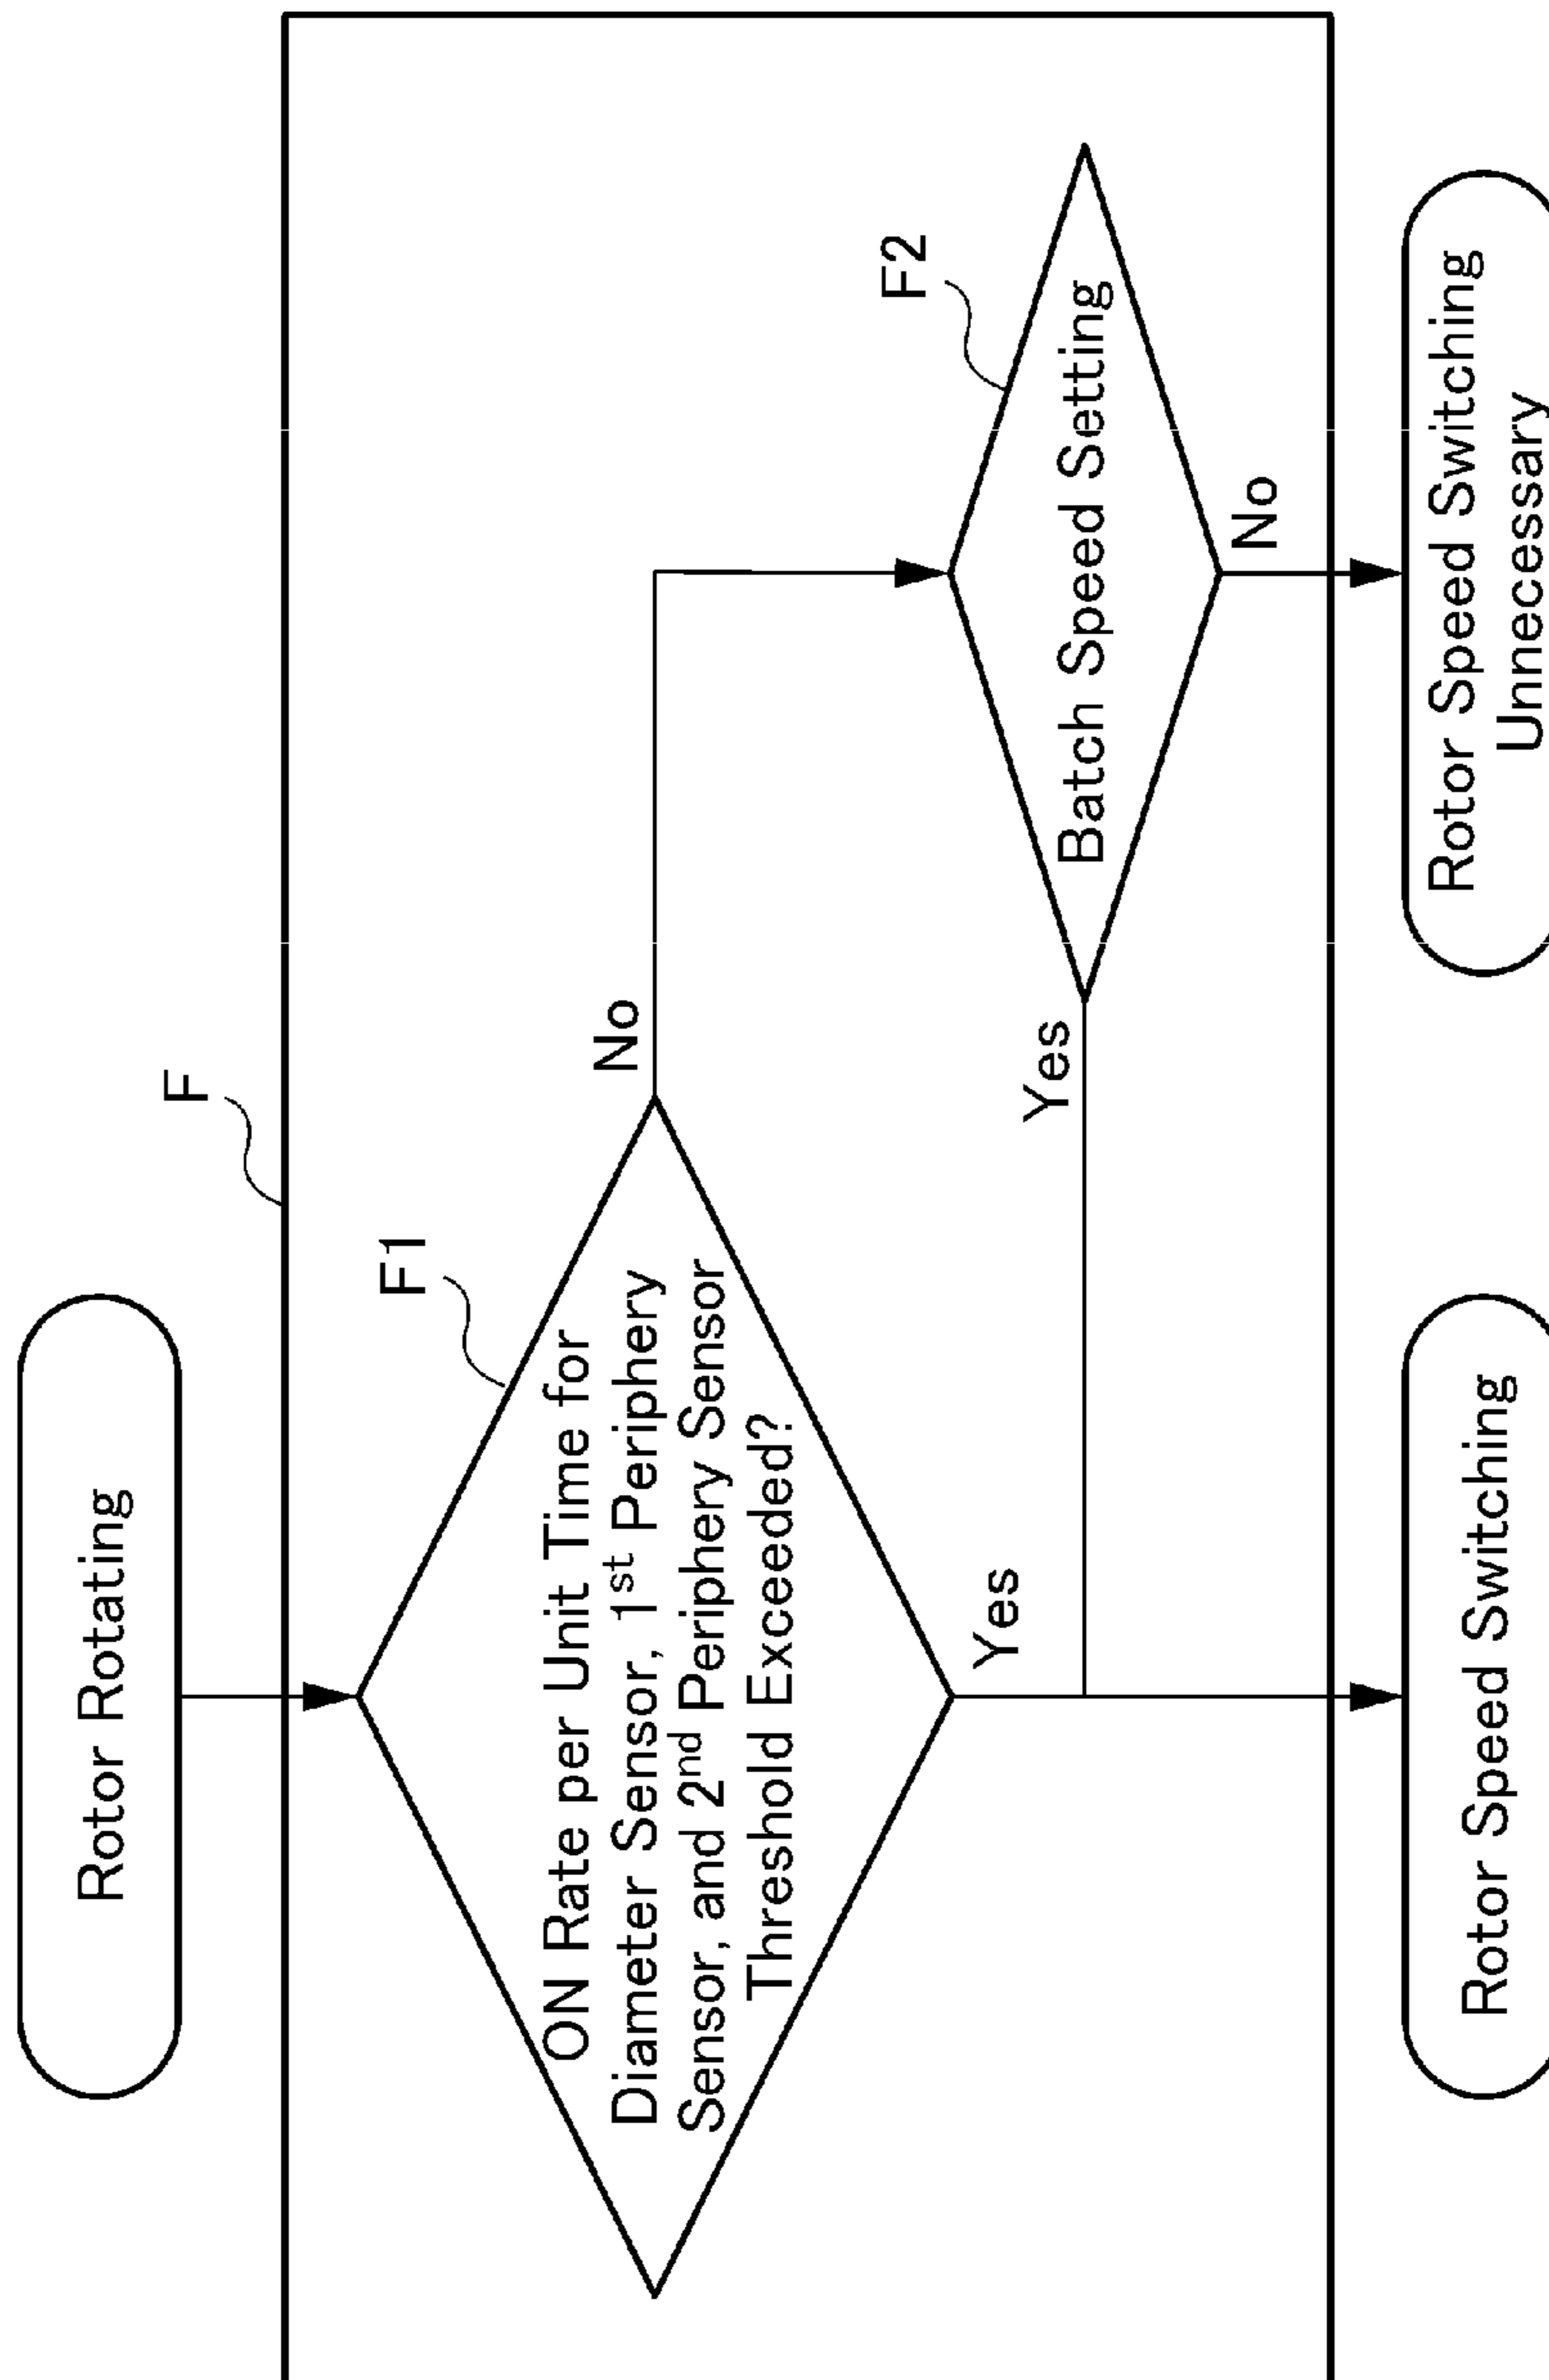 Rotor Rotating
F
F1
ON Rate per Unit Time for
Diameter Sensor, 1st Periphery
Sensor, and 2nd Periphery Sensor
Threshold Exceeded?
No
Yes
F2
Batch Speed Setting
Yes
No
Rotor Speed Switching
Rotor Speed Switching
Unnecessary